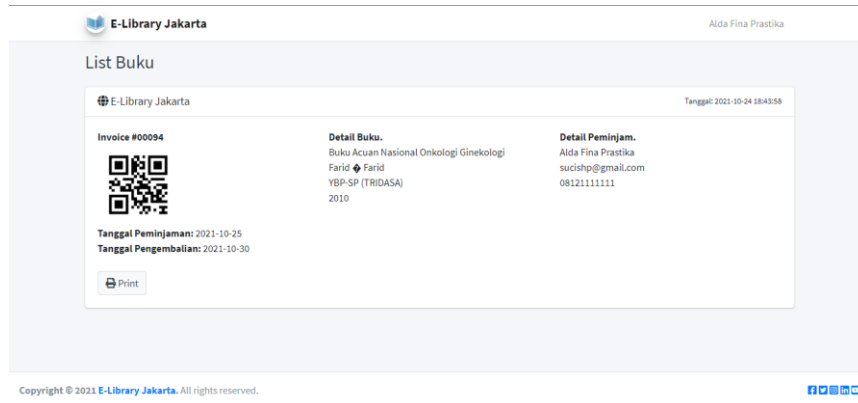 E-Library Jakarta
Alda Fina Prastika
List Buku
E-Library Jakarta
Tanggal: 2021-10-24 18:43:58
Invoice #00094
Tanggal Peminjaman: 2021-10-25
Tanggal Pengembalian: 2021-10-30
Print
Detail Buku.
Buku Acuan Nasional Onkologi Ginekologi
Farid � Farid
YBP-SP (TRIDASA)
2010
Detail Peminjam.
Alda Fina Prastika
sucishp@gmail.com
08121111111
Copyright © 2021 E-Library Jakarta. All rights reserved.